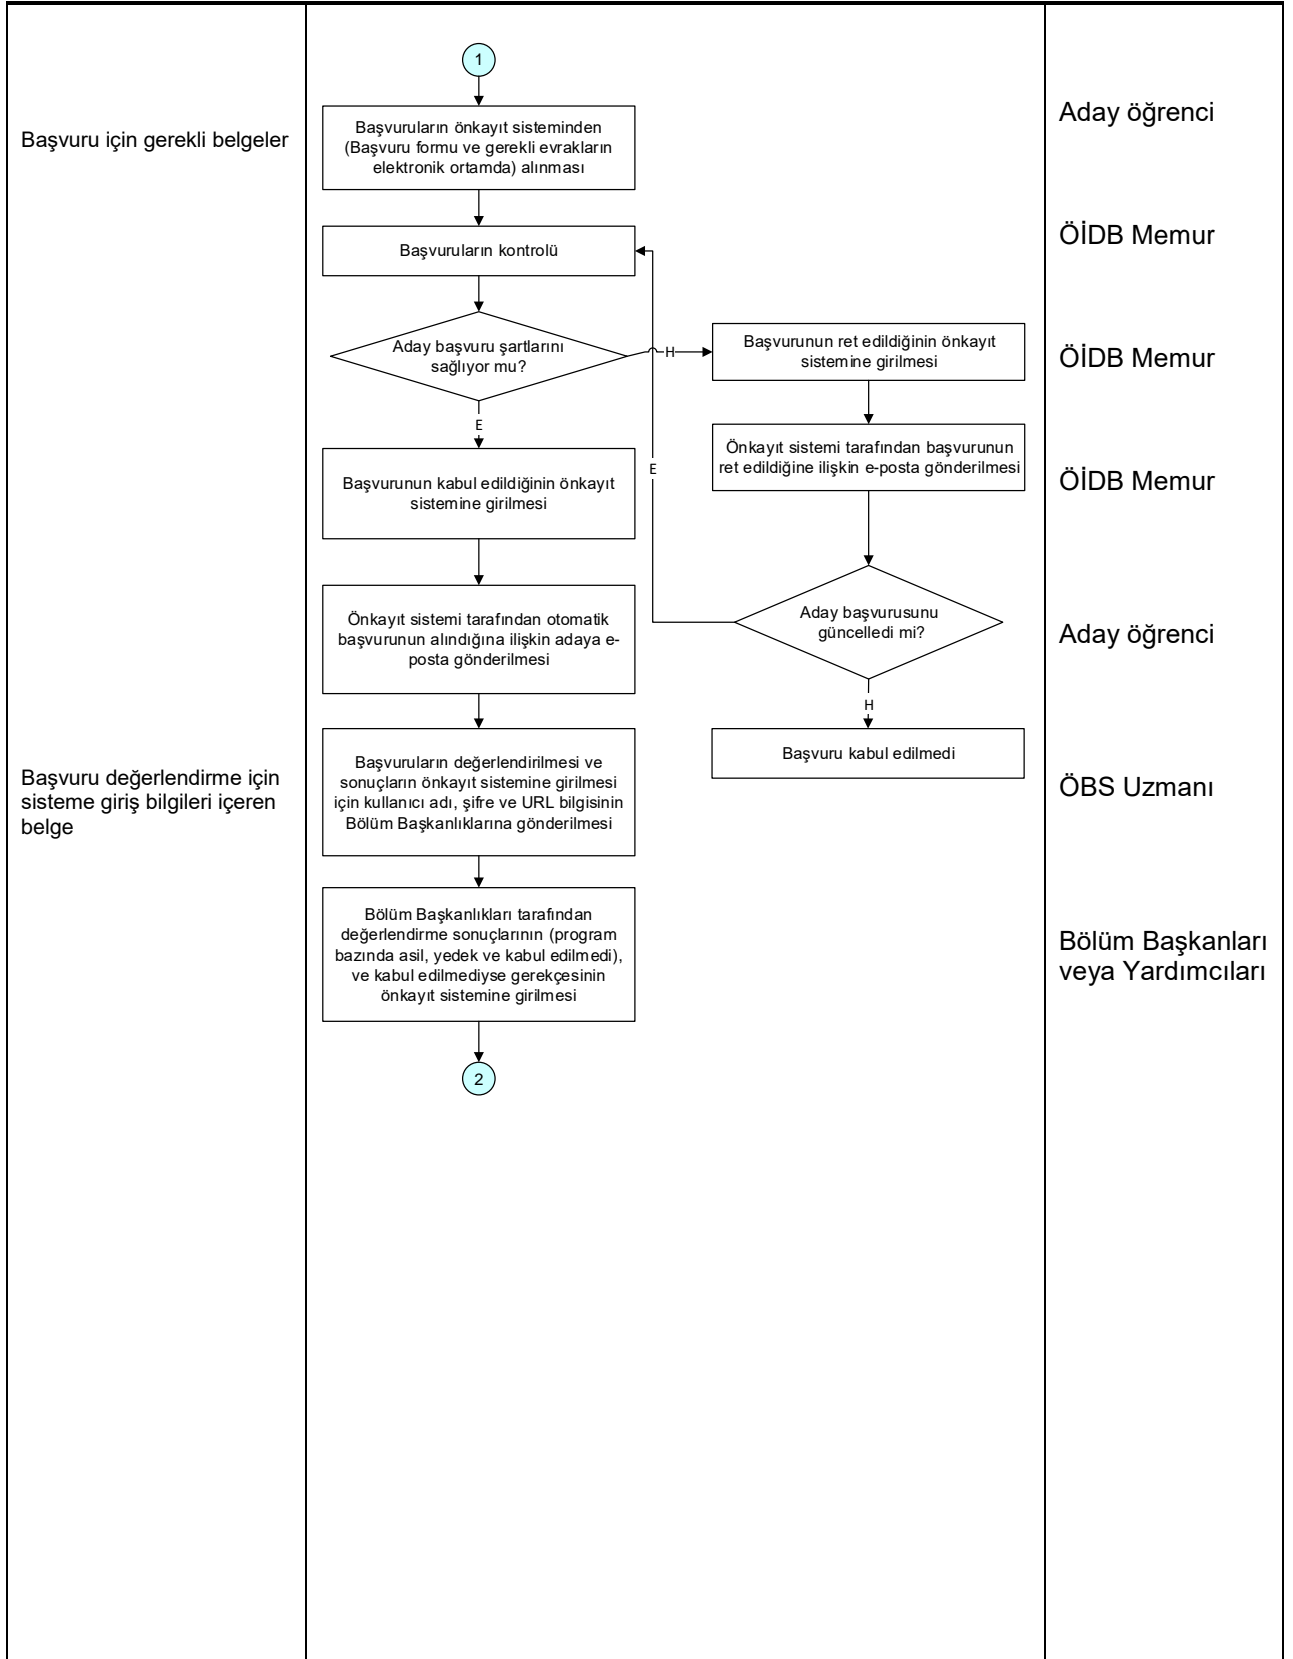 Başvuru için gerekli belgeler
Başvuru değerlendirme için
sisteme giriş bilgileri içeren
belge
1
Başvuruların önkayıt sisteminden
(Başvuru formu ve gerekli evrakların
elektronik ortamda) alınması
Başvuruların kontrolü
Aday başvuru şartlarını
sağlıyor mu?
H
Başvurunun ret edildiğinin önkayıt
sistemine girilmesi
E
Önkayıt sistemi tarafından başvurunun
ret edildiğine ilişkin e-posta gönderilmesi
E
Başvurunun kabul edildiğinin önkayıt
sistemine girilmesi
Önkayıt sistemi tarafından otomatik
başvurunun alındığına ilişkin adaya e-
posta gönderilmesi
Aday başvurusunu
güncelledi mi?
H
Başvuru kabul edilmedi
Başvuruların değerlendirilmesi ve
sonuçların önkayıt sistemine girilmesi
için kullanıcı adı, şifre ve URL bilgisinin
Bölüm Başkanlıklarına gönderilmesi
Bölüm Başkanlıkları tarafından
değerlendirme sonuçlarının (program
bazında asil, yedek ve kabul edilmedi),
ve kabul edilmediyse gerekçesinin
önkayıt sistemine girilmesi
2
Aday öğrenci
ÖİDB Memur
ÖİDB Memur
ÖİDB Memur
Aday öğrenci
ÖBS Uzmanı
Bölüm Başkanları
veya Yardımcıları